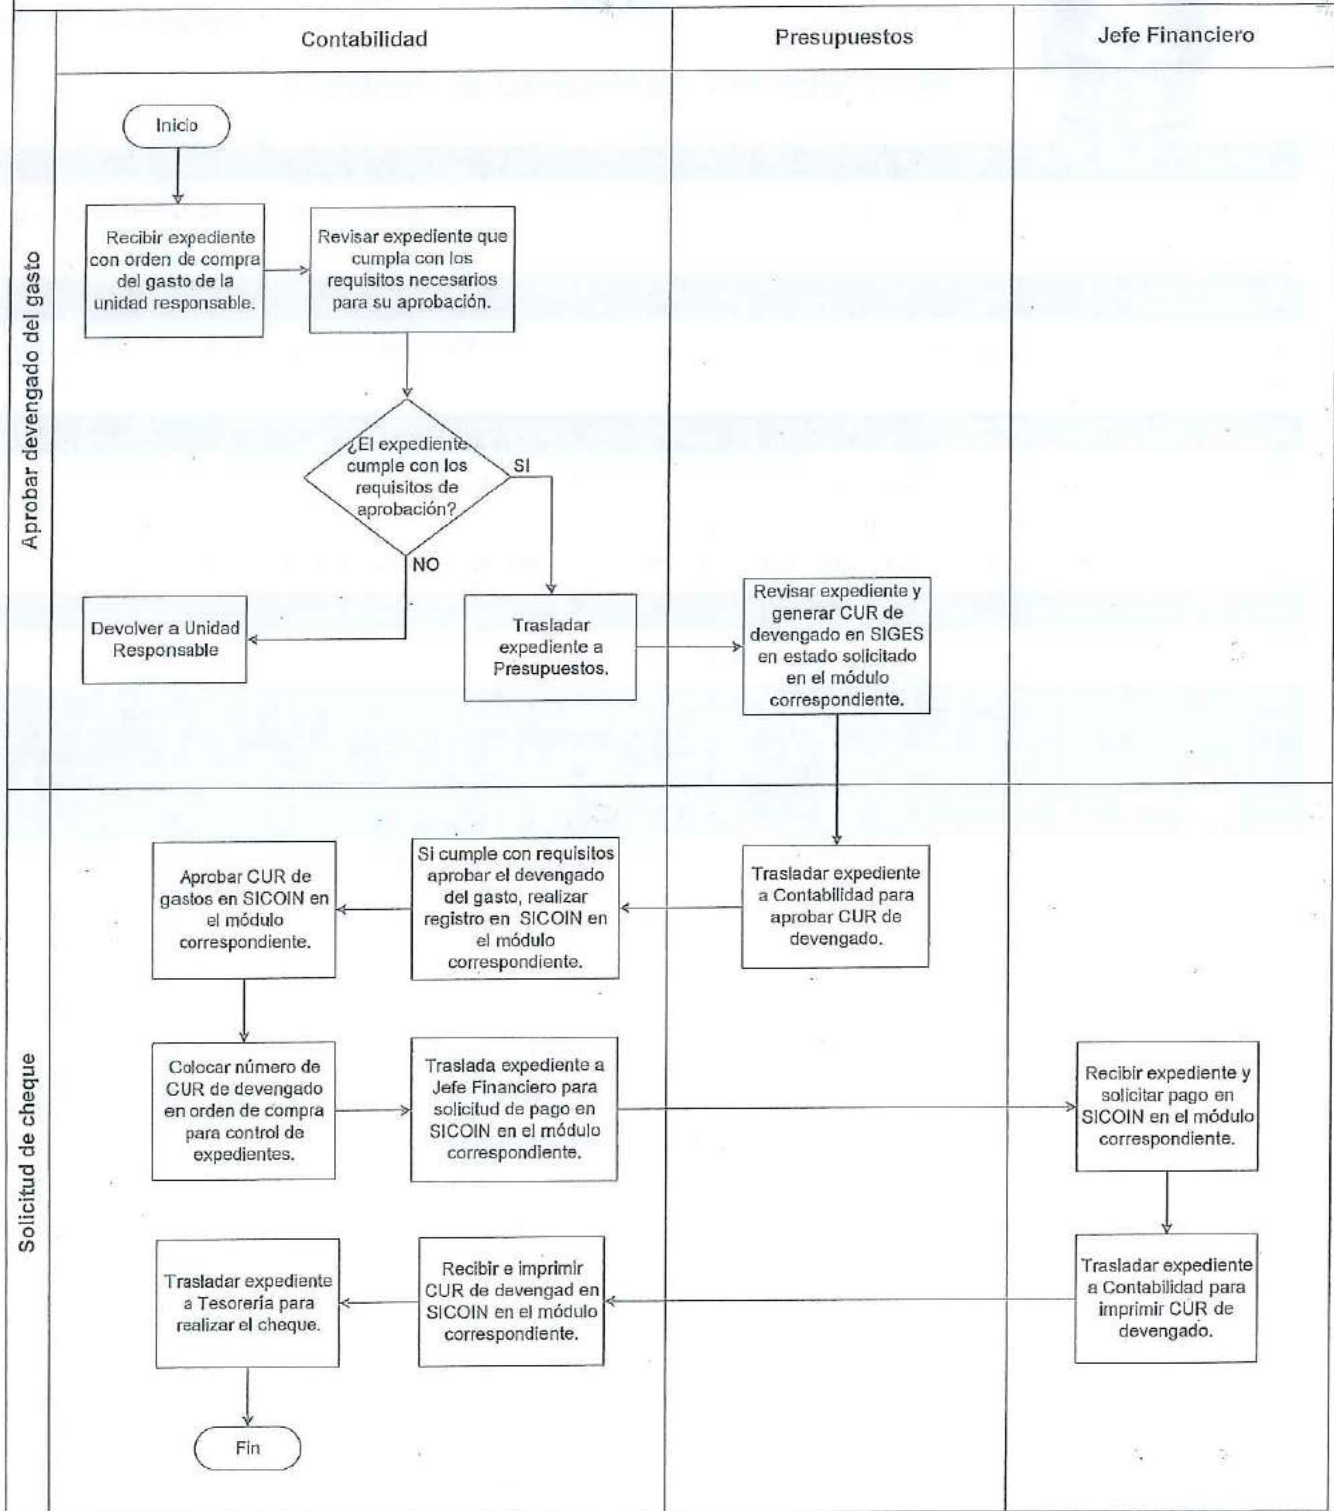 Contabilidad
Presupuestos
Jefe Financiero
Aprobar devengado del gasto
Inicio
Recibir expediente
con orden de compra
del gasto de la
unidad responsable.
Revisar expediente que
cumpla con los
requisitos necesarios
para su aprobación.
¿El expediente
cumple con los
requisitos de
aprobación?
SI
NO
Devolver a Unidad
Responsable
Trasladar
expediente a
Presupuestos.
Revisar expediente y
generar CUR de
devengado en SIGES
en estado solicitado
en el módulo
correspondiente.
Solicitud de cheque
Trasladar expediente
a Contabilidad para
aprobar CUR de
devengado.
Si cumple con requisitos
aprobar el devengado
del gasto, realizar
registro en SICOIN en
el módulo
correspondiente.
Aprobar CUR de
gastos en SICOIN en
el módulo
correspondiente.
Colocar número de
CUR de devengado
en orden de compra
para control de
expedientes.
Traslada expediente a
Jefe Financiero para
solicitud de pago en
SICOIN en el módulo
correspondiente.
Recibir expediente y
solicitar pago en
SICOIN en el módulo
correspondiente.
Trasladar expediente
a Contabilidad para
imprimir CUR de
devengado.
Recibir e imprimir
CUR de devengad en
SICOIN en el módulo
correspondiente.
Trasladar expediente
a Tesorería para
realizar el cheque.
Fin